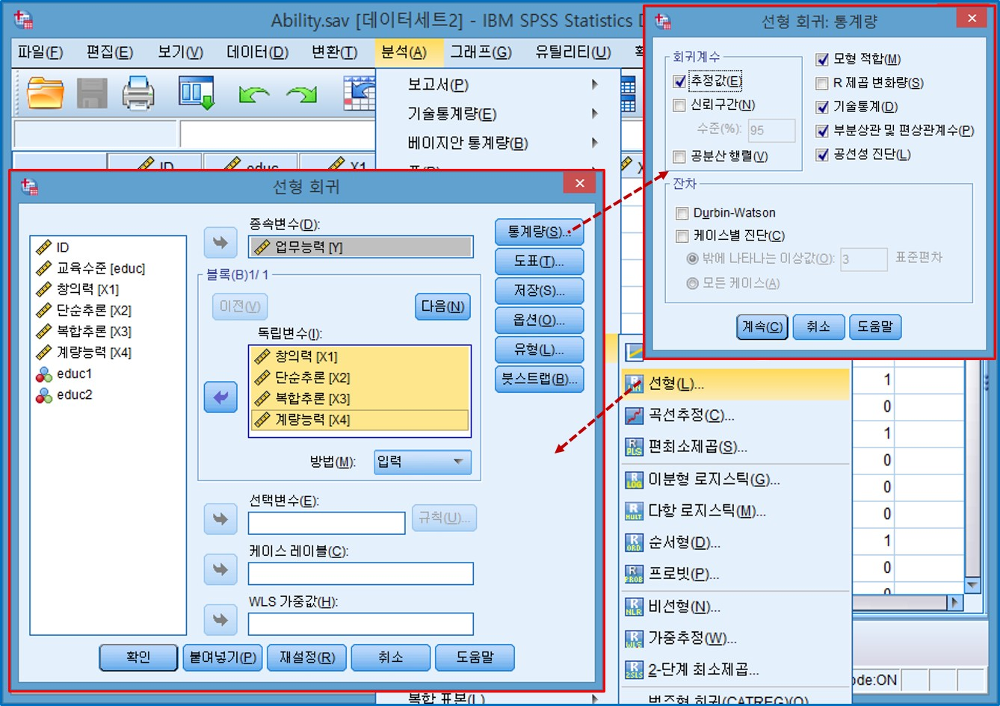 Ability.sav [데이터세트2] - IBM SPSS Statistics D
파일(F) 편집(E) 보기(V) 데이터(D) 변환(T) 분석(A) 그래프(G) 유틸리티(U)
보고서(P)
기술통계량(E)
베이지안 통계량(B)
표(B)
ID educ X1
선형 회귀
ID
교육수준 [educ]
창의력 [X1]
단순추론 [X2]
복합추론 [X3]
계량능력 [X4]
educ1
educ2
종속변수(D):
업무능력 [Y]
블록(B)1/ 1
이전(V) 다음(N)
독립변수(I):
창의력 [X1]
단순추론 [X2]
복합추론 [X3]
계량능력 [X4]
방법(M): 입력
선택변수(E):
규칙(U)...
케이스 레이블(C):
WLS 가중값(H):
통계량(S)...
도표(T)...
저장(S)...
옵션(O)...
유형(L)...
붓스트랩(B)...
확인 붙여넣기(P) 재설정(R) 취소 도움말
선형 회귀: 통계량
회귀계수
추정값(E)
신뢰구간(N)
수준(%): 95
공분산 행렬(V)
모형 적합(M)
R 제곱 변화량(S)
기술통계(D)
부분상관 및 편상관계수(P)
공선성 진단(L)
잔차
Durbin-Watson
케이스별 진단(C)
밖에 나타나는 이상값(O): 3 표준편차
모든 케이스(A)
계속(C) 취소 도움말
선형(L)...
곡선추정(C)...
편최소제곱(S)...
이분형 로지스틱(G)...
다항 로지스틱(M)...
순서형(D)...
프로빗(P)...
비선형(N)...
가중추정(W)...
2-단계 최소제곱...
범주형 회귀(CATREG)(O)...
1
0
1
0
0
0
1
0
0
복합 표본(L)
ode:ON